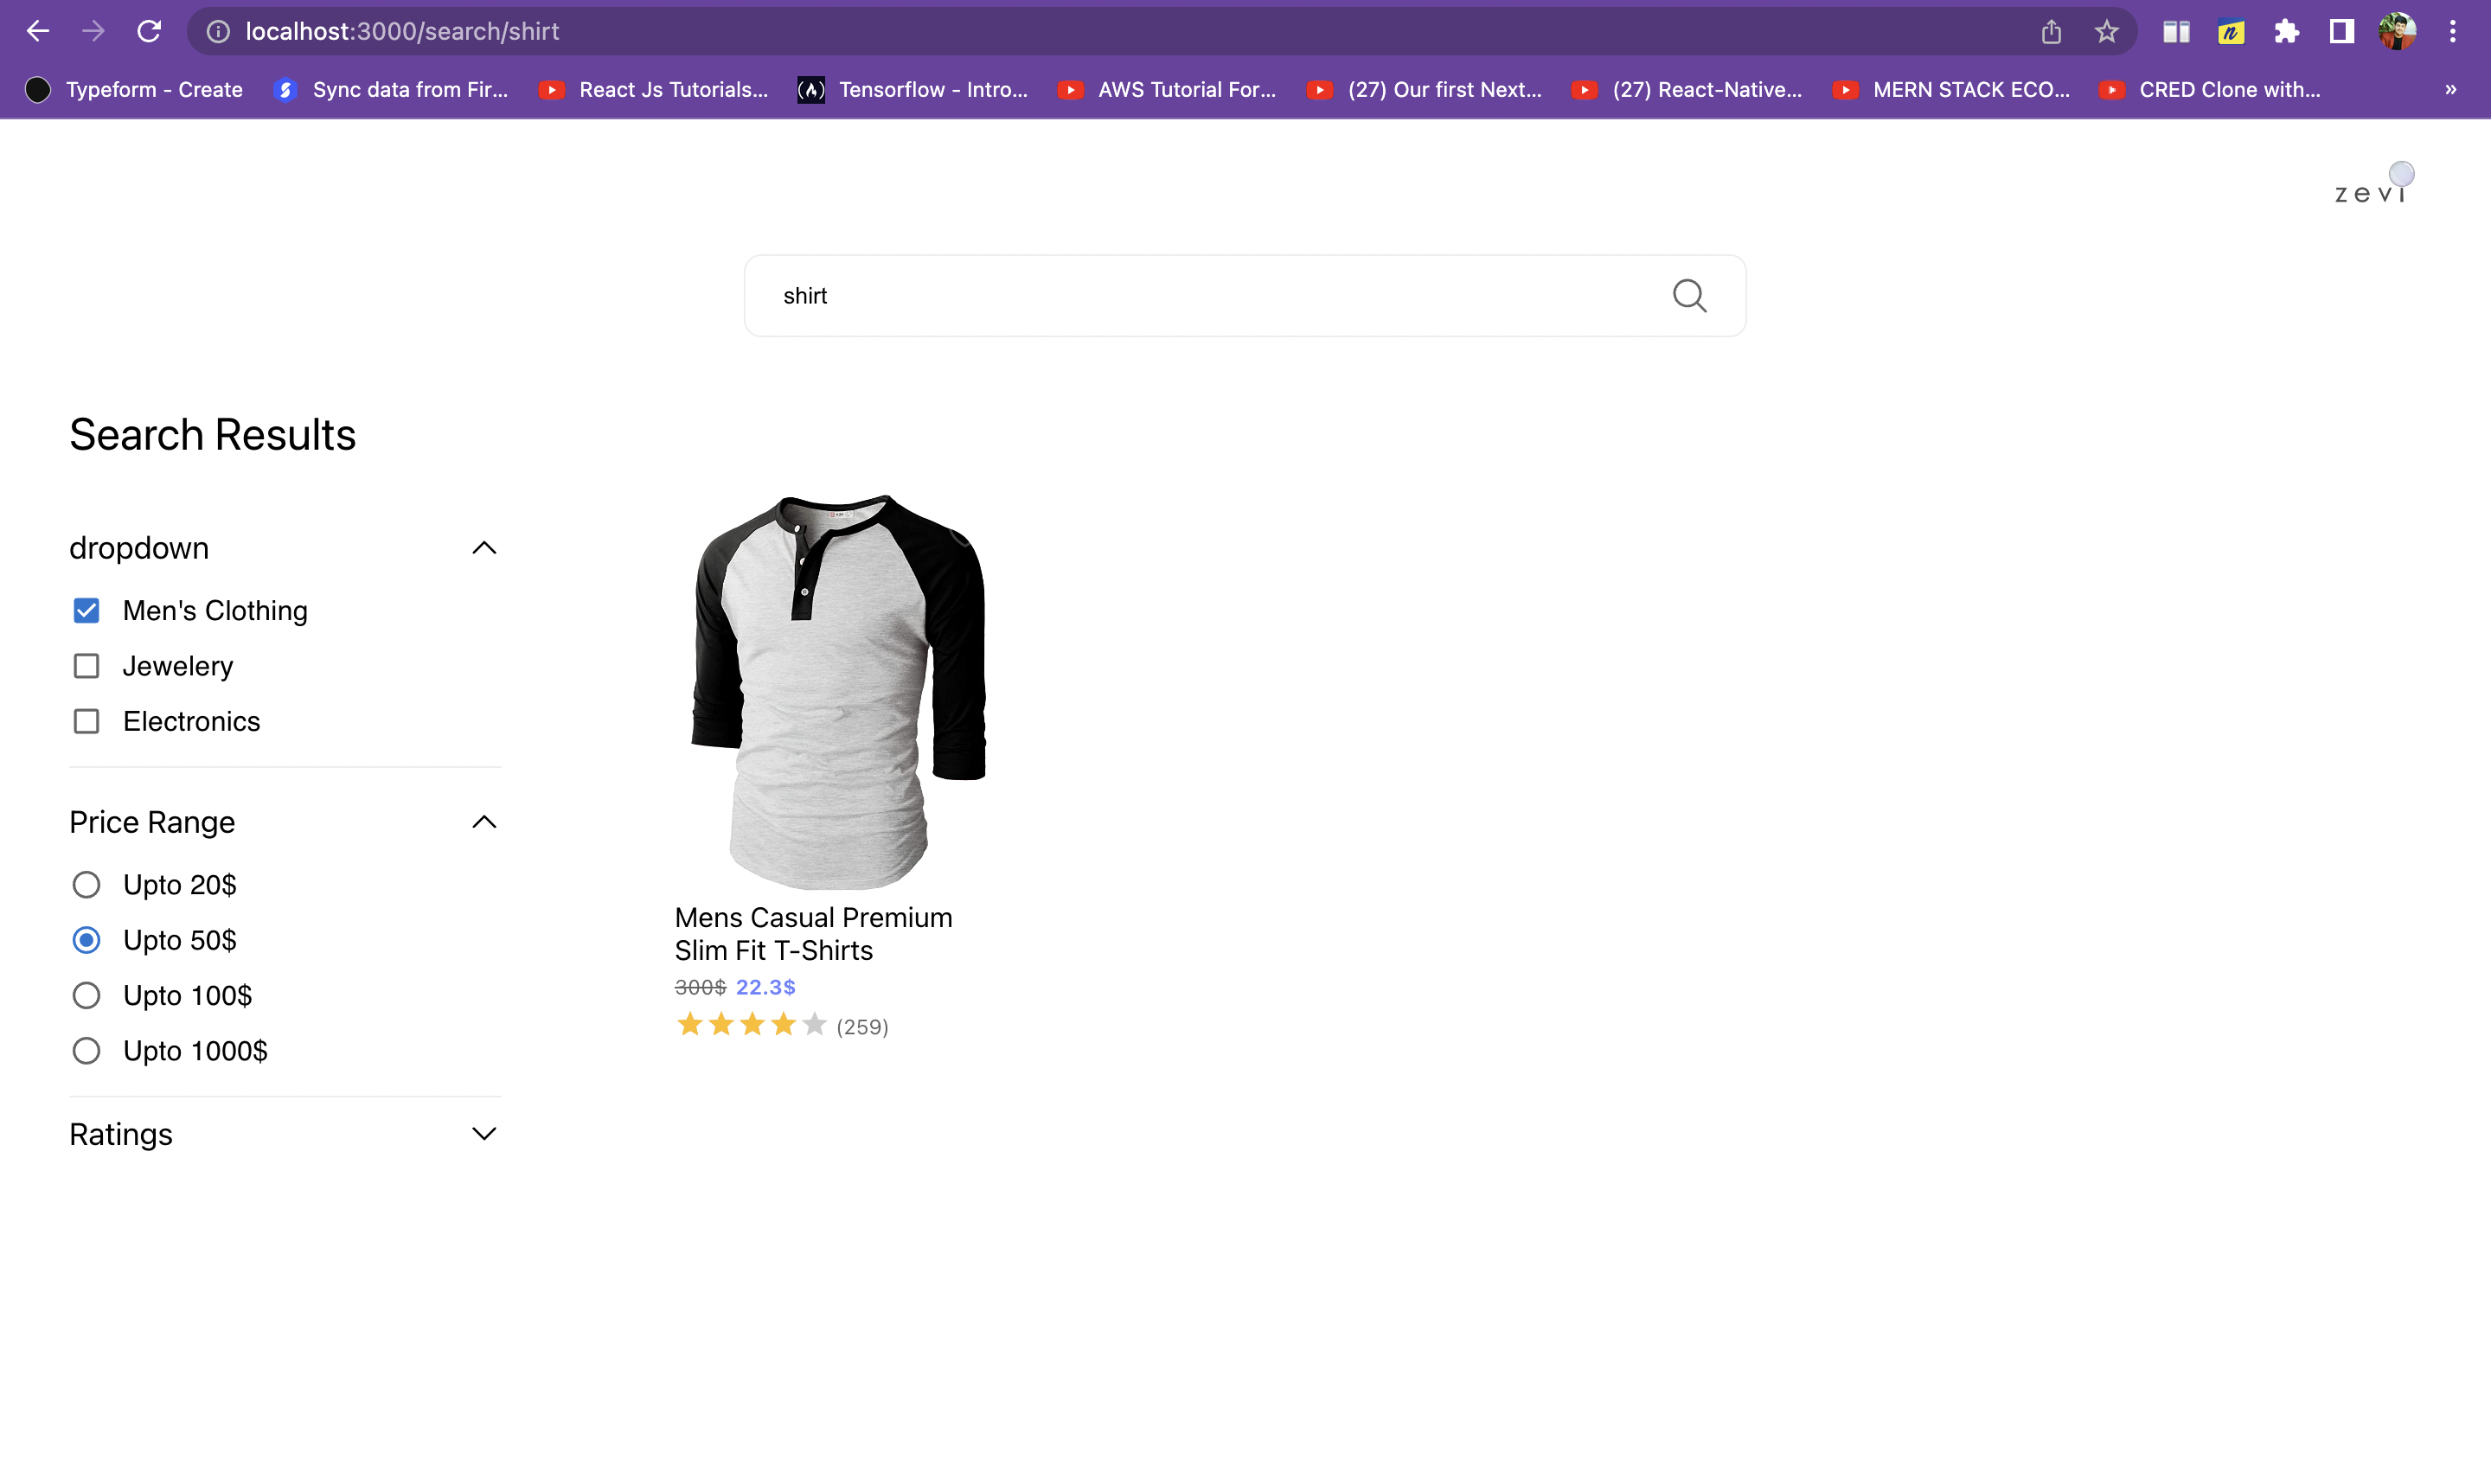 localhost:3000/search/shirt
Typeform - Create
Sync data from Fir...
React Js Tutorials...
Tensorflow - Intro...
AWS Tutorial For...
(27) Our first Next...
(27) React-Native...
MERN STACK ECO...
CRED Clone with...
»
zevi
shirt
Search Results
dropdown
Men's Clothing
Jewelery
Electronics
Price Range
Upto 20$
Upto 50$
Upto 100$
Upto 1000$
Ratings
Mens Casual Premium
Slim Fit T-Shirts
300$ 22.3$
(259)